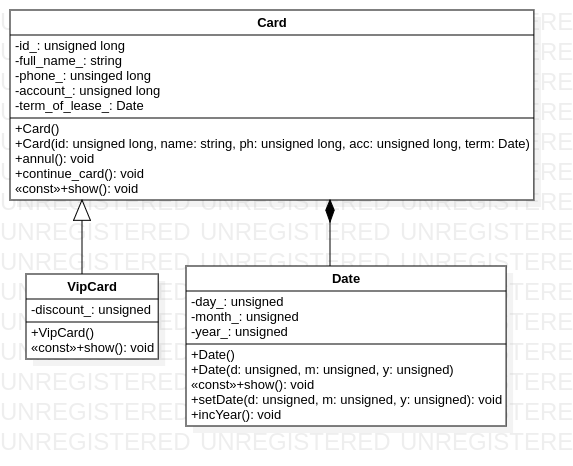 Card
-id_: unsigned long
-full_name_: string
-phone_: unsinged long
-account_: unsigned long
-term_of_lease_: Date
+Card()
+Card(id: unsigned long, name: string, ph: unsigned long, acc: unsigned long, term: Date)
+annul(): void
+continue_card(): void
«const»+show(): void
VipCard
-discount_: unsigned
+VipCard()
«const»+show(): void
Date
-day_: unsigned
-month_: unsigned
-year_: unsigned
+Date()
+Date(d: unsigned, m: unsigned, y: unsigned)
«const»+show(): void
+setDate(d: unsigned, m: unsigned, y: unsigned): void
+incYear(): void
UNREGISTERED UNREGISTERED UNREGISTERED